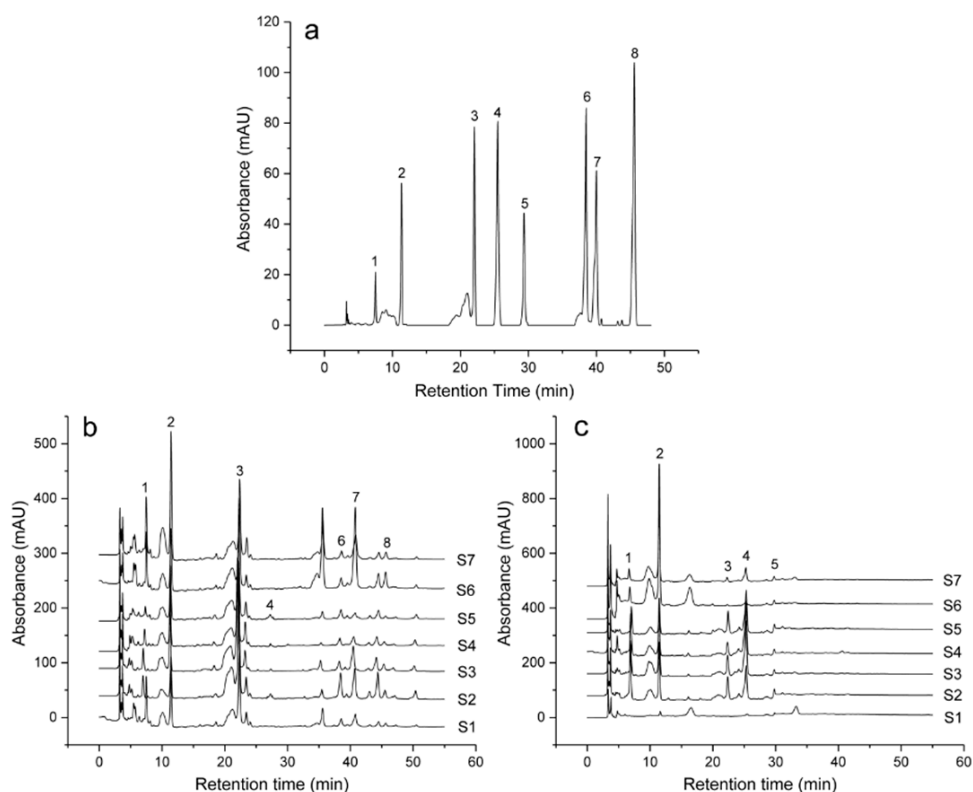 a
120
100
80
60
40
20
0
Absorbance (mAU)
1
2
3
4
5
6
7
8
0 10 20 30 40 50
Retention Time (min)
b
500
400
300
200
100
0
Absorbance (mAU)
1
2
3
4
6
7
8
S7
S6
S5
S4
S3
S2
S1
0 10 20 30 40 50 60
Retention time (min)
c
1000
800
600
400
200
0
Absorbance (mAU)
1
2
3
4
5
S7
S6
S5
S4
S3
S2
S1
0 10 20 30 40 50 60
Retention time (min)